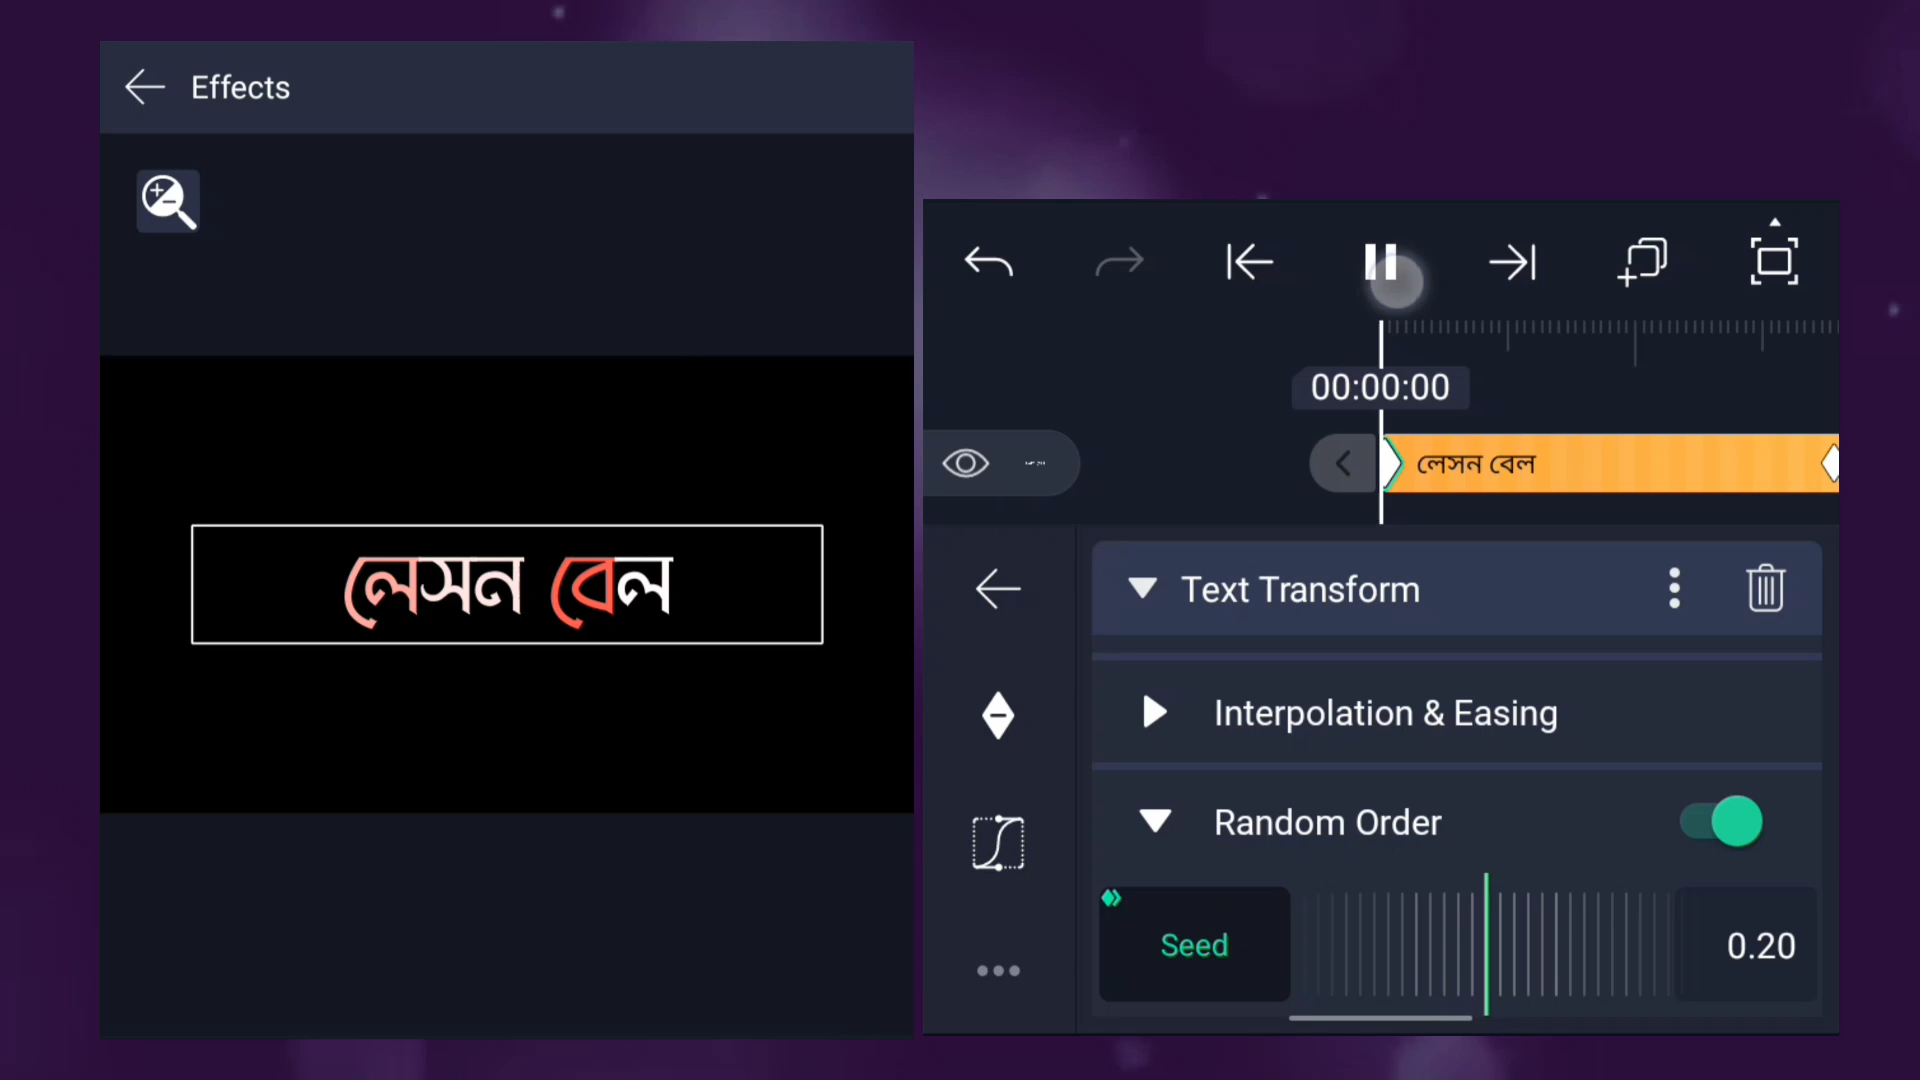 Effects
লেসন বেল
00:00:00
লেসন বেল
Text Transform
Interpolation & Easing
Random Order
Seed
0.20